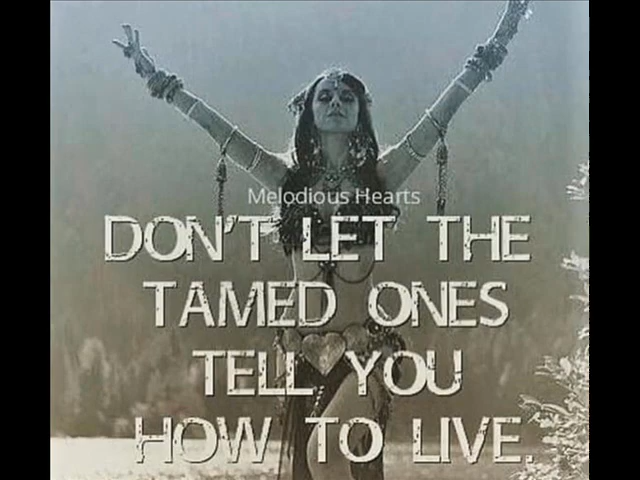 Melodious Hearts
DON'T LET THE
TAMED ONES
TELL YOU
HOW TO LIVE.